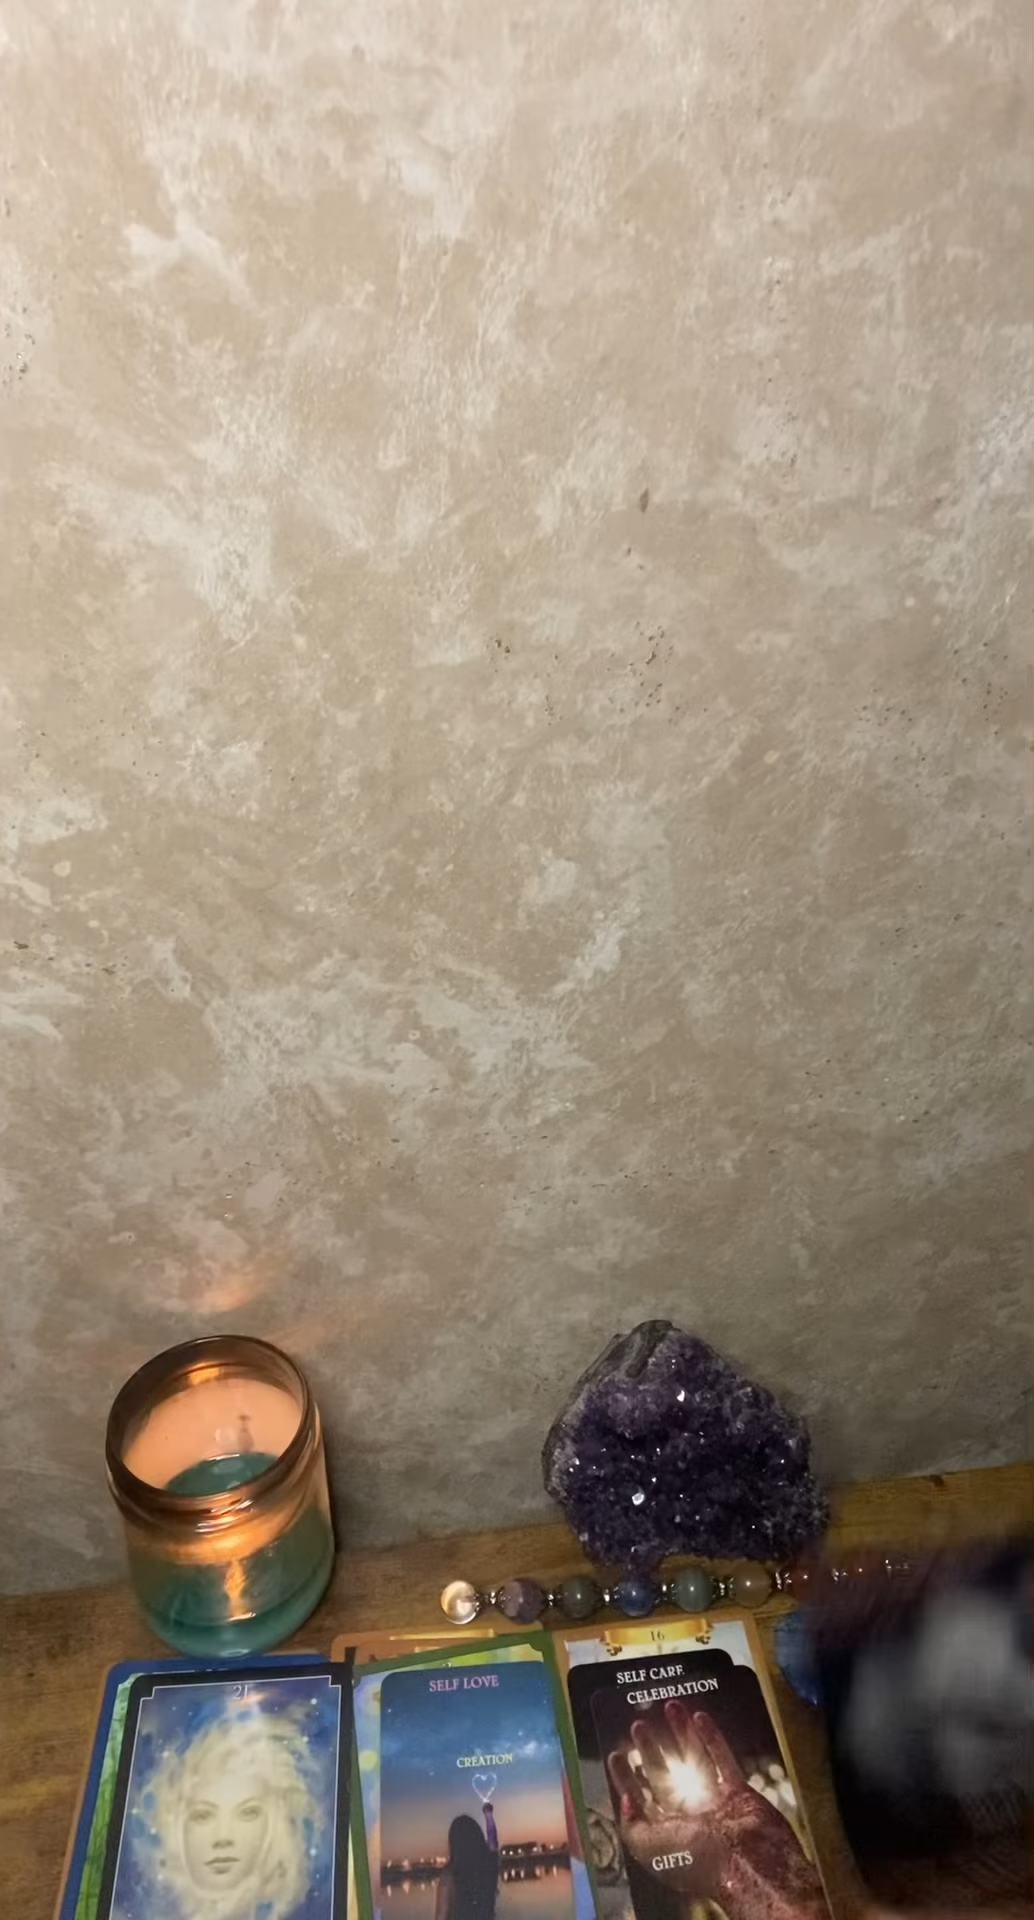 16
21
SELF LOVE
CREATION
SELF CARE
CELEBRATION
GIFTS